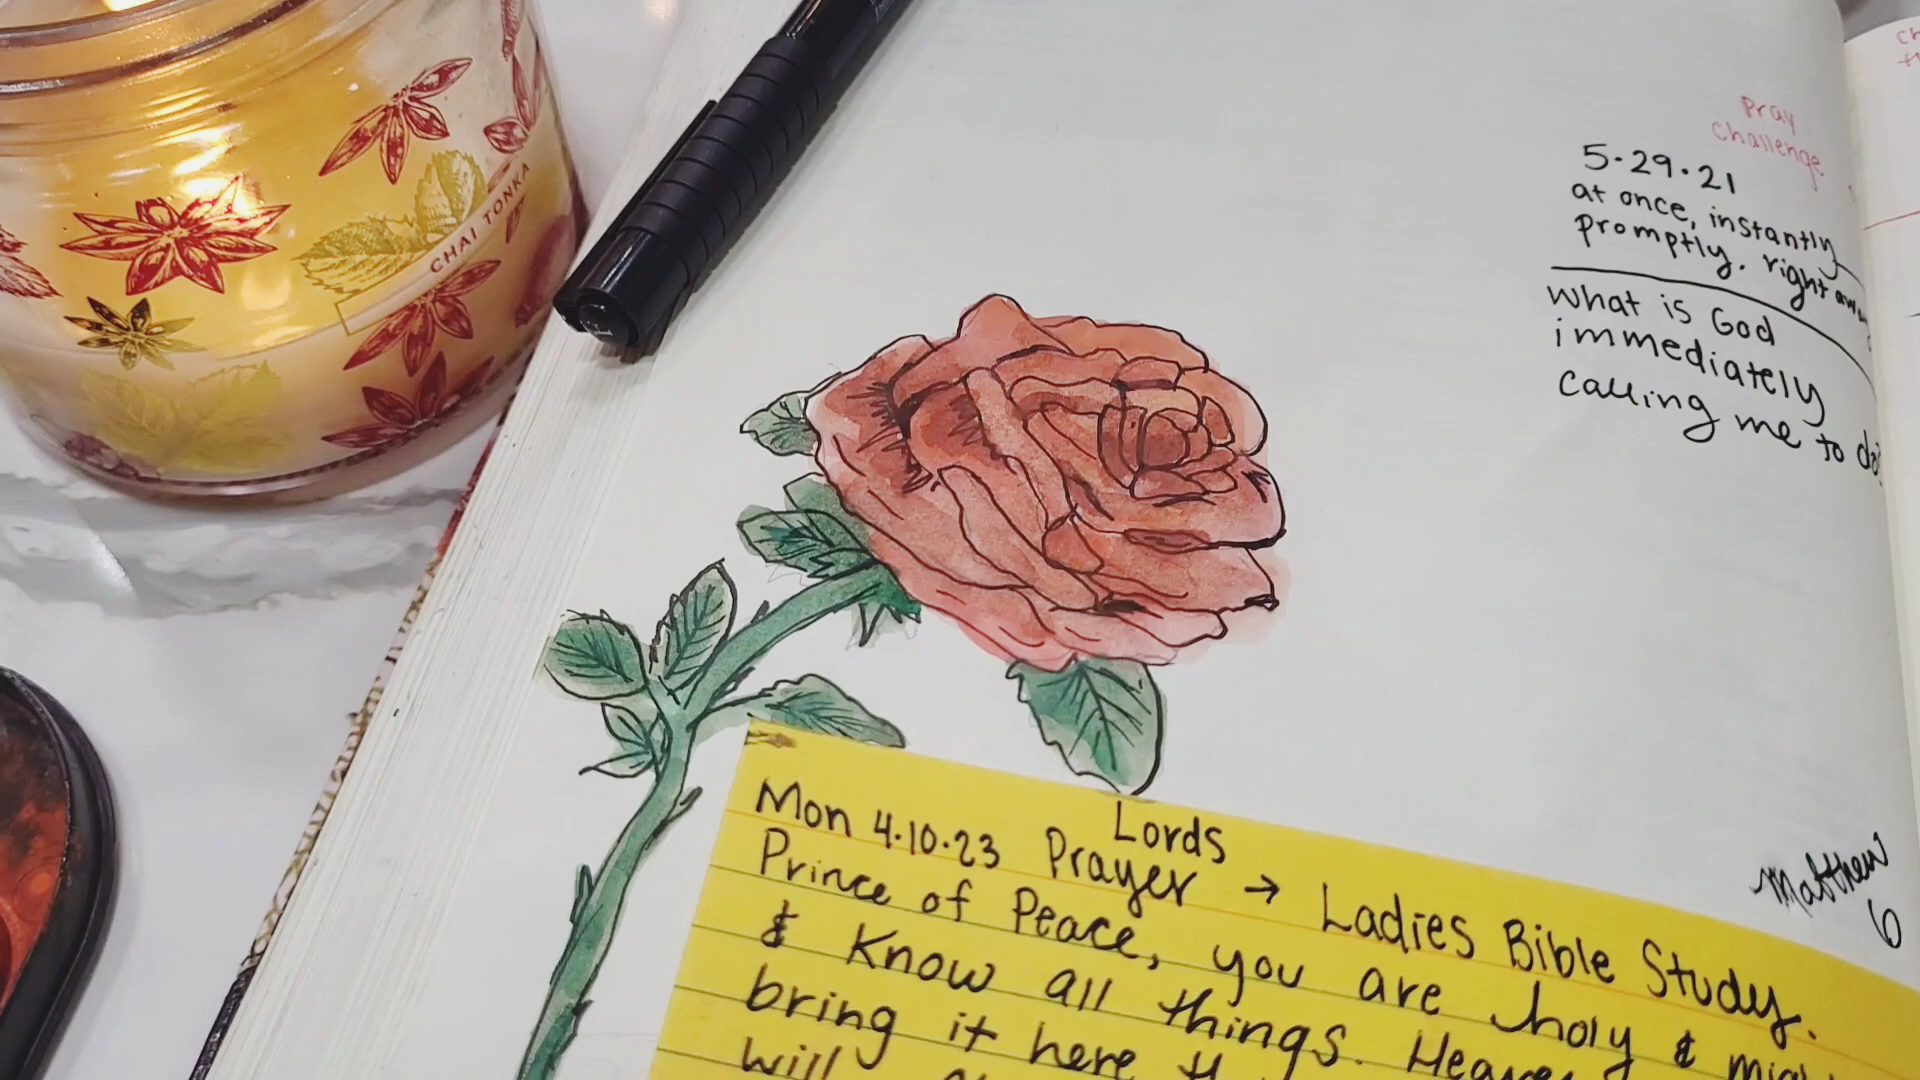 CHAI TONKA
Pray
Challenge
5.29.21
at once, instantly
promptly. right
What is God
immediately
calling me to do?
Matthew
6
Lords
Mon 4.10.23 Prayer → Ladies Bible Study.
Prince of Peace, you are holy &
& Know all things.
bring it here
will